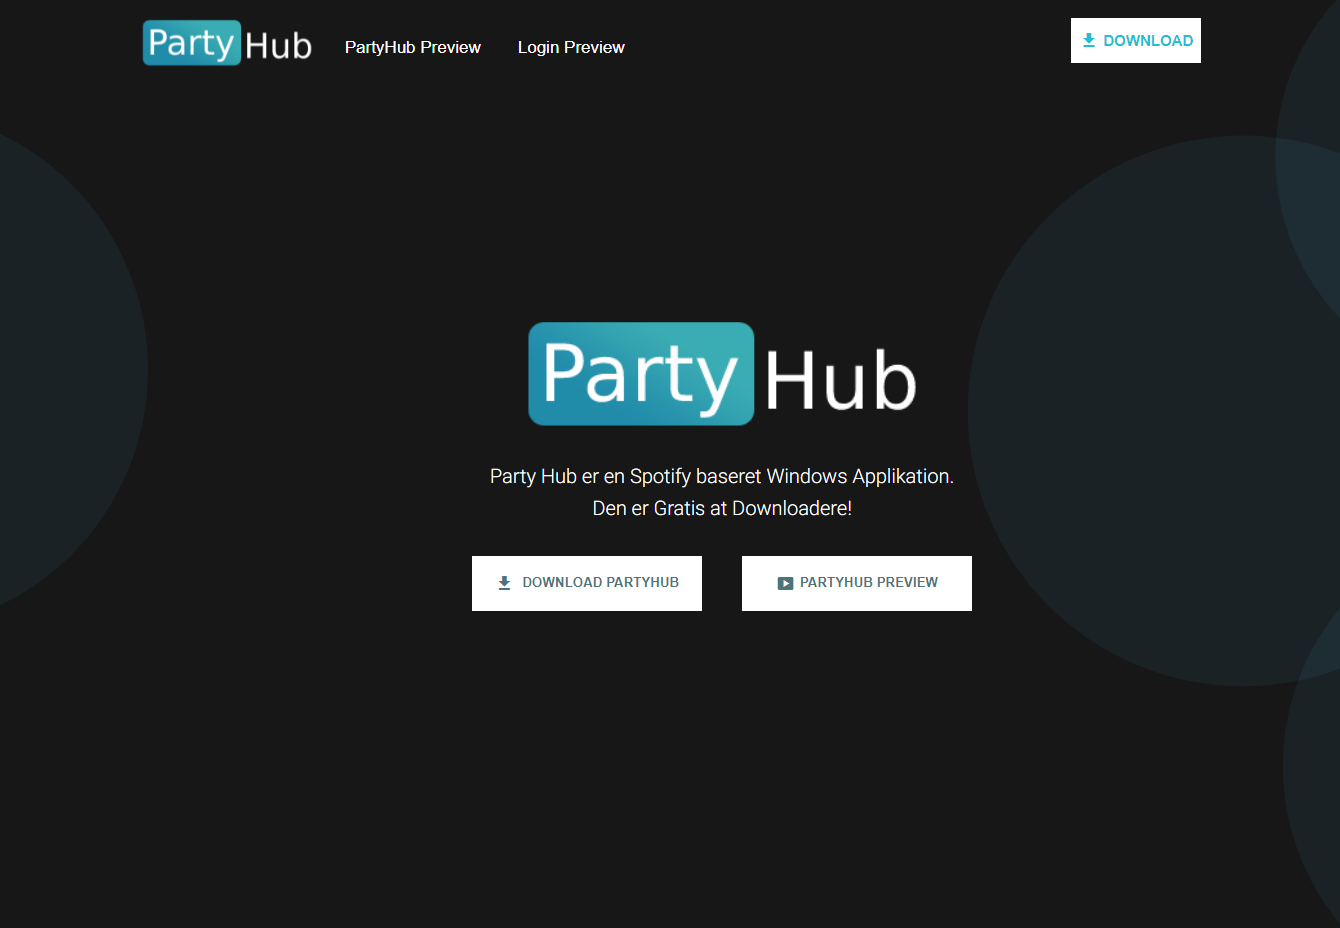 Party Hub
PartyHub Preview
Login Preview
DOWNLOAD
Party Hub
Party Hub er en Spotify baseret Windows Applikation.
Den er Gratis at Downloadere!
DOWNLOAD PARTYHUB
PARTYHUB PREVIEW